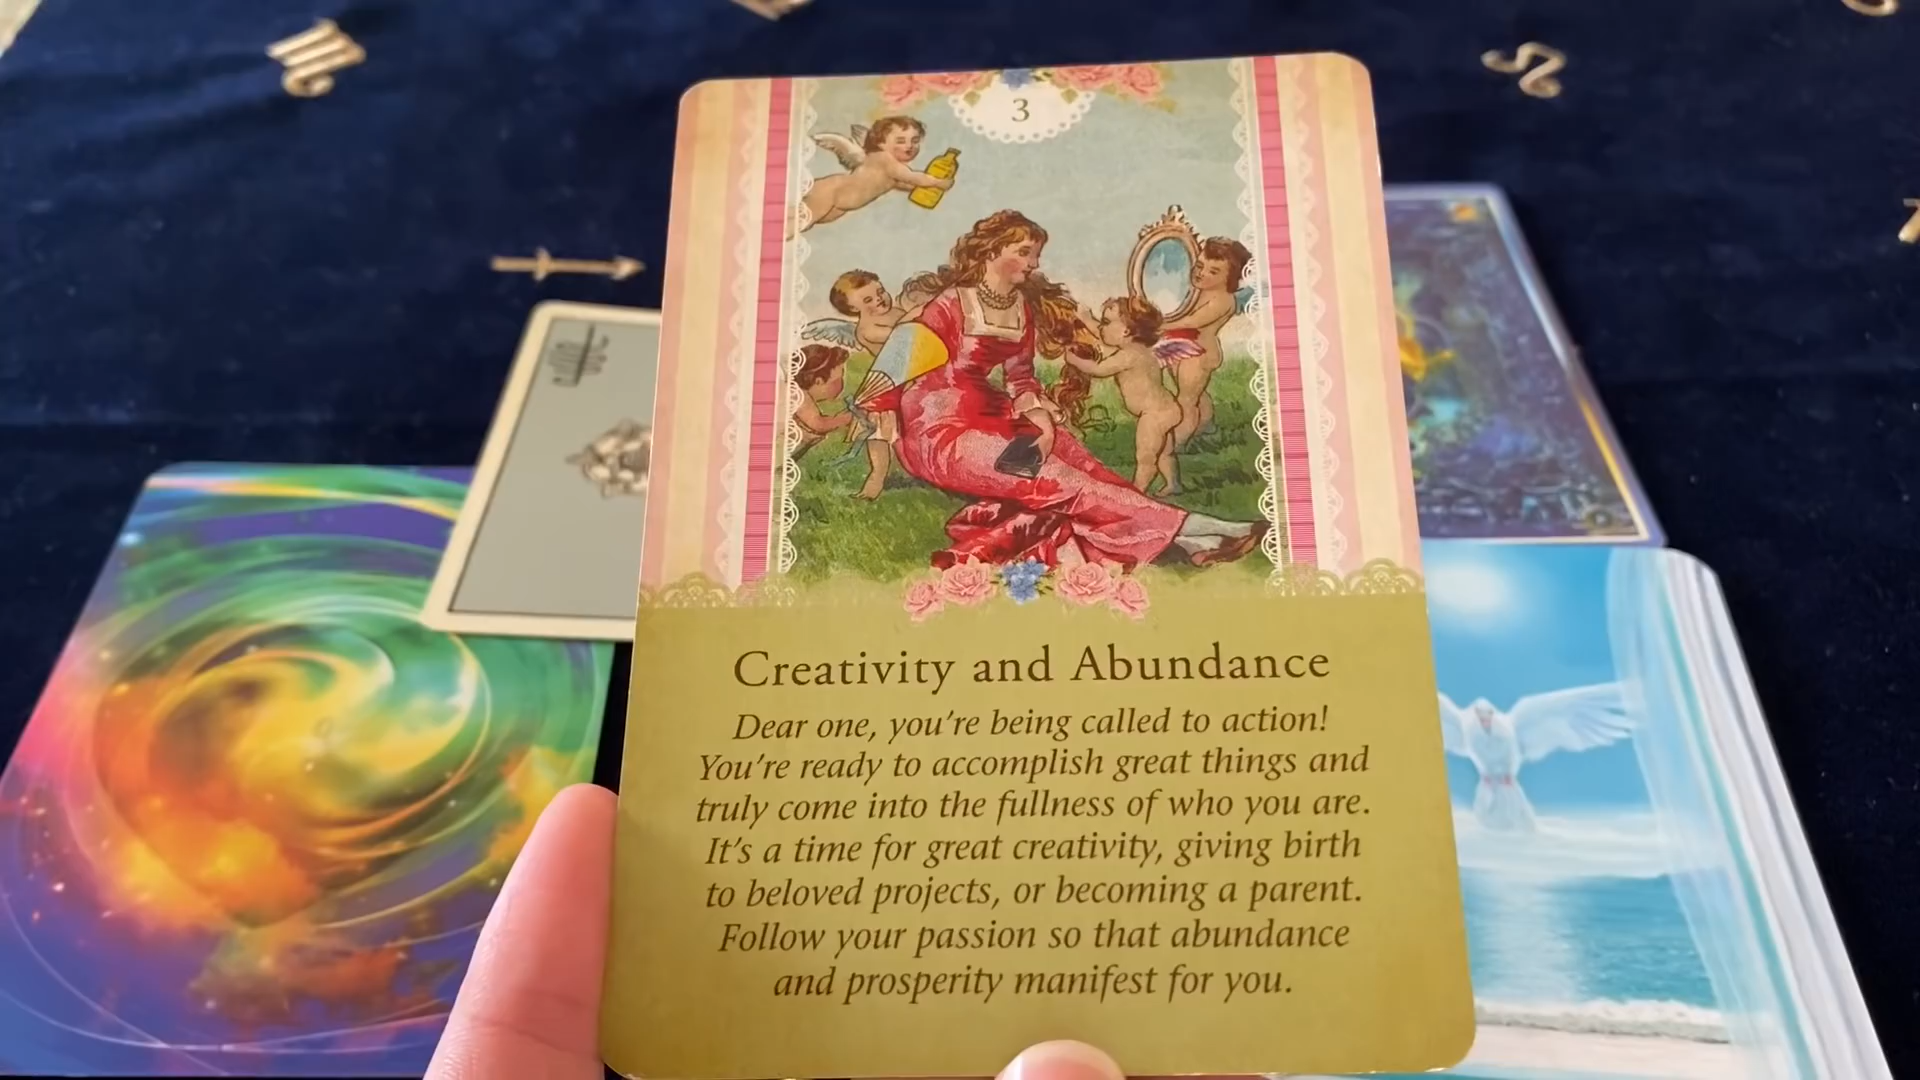 3
Creativity and Abundance
Dear one, you're being called to action!
You're ready to accomplish great things and
truly come into the fullness of who you are.
It's a time for great creativity, giving birth
to beloved projects, or becoming a parent.
Follow your passion so that abundance
and prosperity manifest for you.